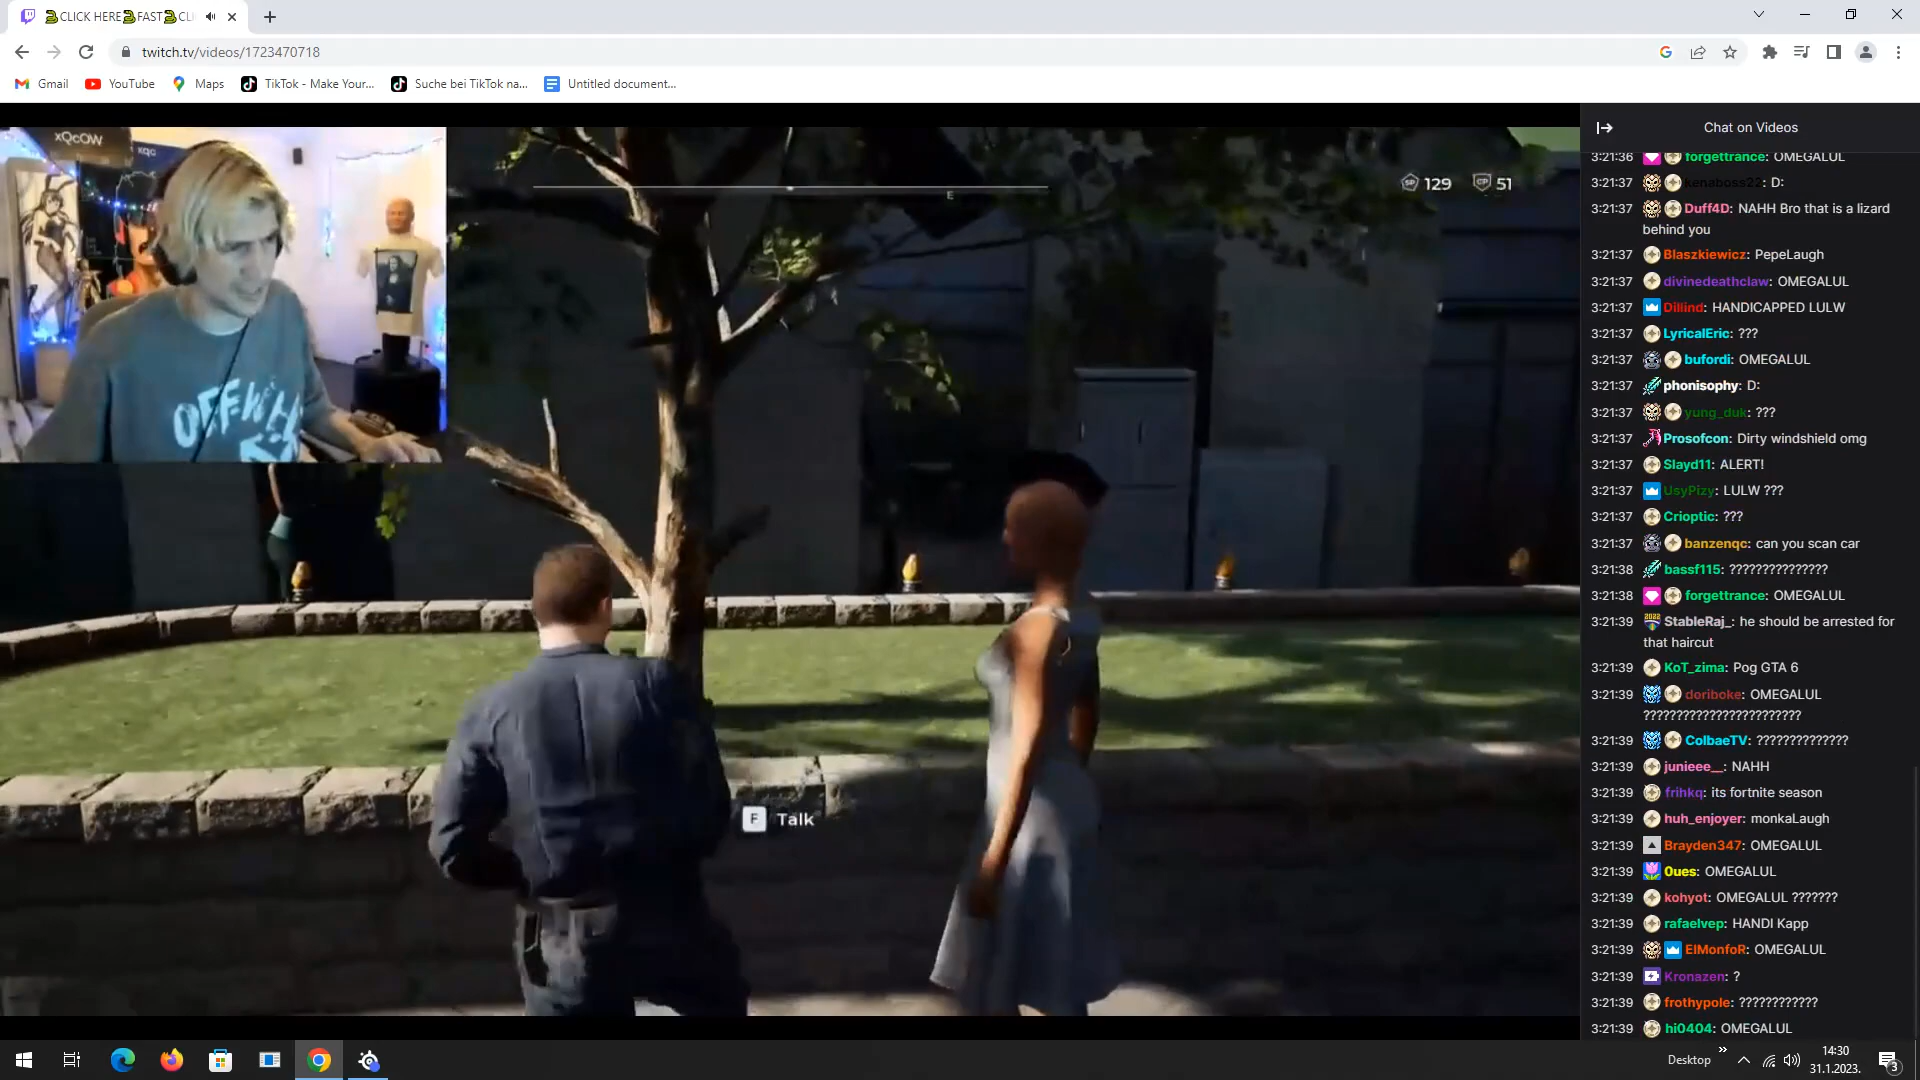 CLICK HERE FAST CLI
twitch.tv/videos/1723470718
Gmail
YouTube
Maps
TikTok - Make Your...
Suche bei TikTok na...
Untitled document...
xQcOW
xqc
OFFWH
E
SP 129
CP 51
F Talk
Chat on Videos
3:21:36 forgettrance: OMEGALUL
3:21:37 kenaboss22: D:
3:21:37 Duff4D: NAHH Bro that is a lizard
behind you
3:21:37 Blaszkiewicz: PepeLaugh
3:21:37 divinedeathclaw: OMEGALUL
3:21:37 Dillind: HANDICAPPED LULW
3:21:37 LyricalEric: ???
3:21:37 bufordi: OMEGALUL
3:21:37 phonisophy: D:
3:21:37 yung_duk: ???
3:21:37 Prosofcon: Dirty windshield omg
3:21:37 Slayd11: ALERT!
3:21:37 UsyPizy: LULW ???
3:21:37 Crioptic: ???
3:21:37 banzenqc: can you scan car
3:21:38 bassf115: ???????????????
3:21:38 forgettrance: OMEGALUL
3:21:39 StableRaj_: he should be arrested for
that haircut
3:21:39 KoT_zima: Pog GTA 6
3:21:39 doriboke: OMEGALUL
????????????????????????
3:21:39 ColbaeTV: ??????????????
3:21:39 junieee__: NAHH
3:21:39 frihkq: its fortnite season
3:21:39 huh_enjoyer: monkaLaugh
3:21:39 Brayden347: OMEGALUL
3:21:39 0ues: OMEGALUL
3:21:39 kohyot: OMEGALUL ???????
3:21:39 rafaelvep: HANDI Kapp
3:21:39 ElMonfoR: OMEGALUL
3:21:39 Kronazen: ?
3:21:39 frothypole: ????????????
3:21:39 hi0404: OMEGALUL
Desktop
14:30
31.1.2023.
3